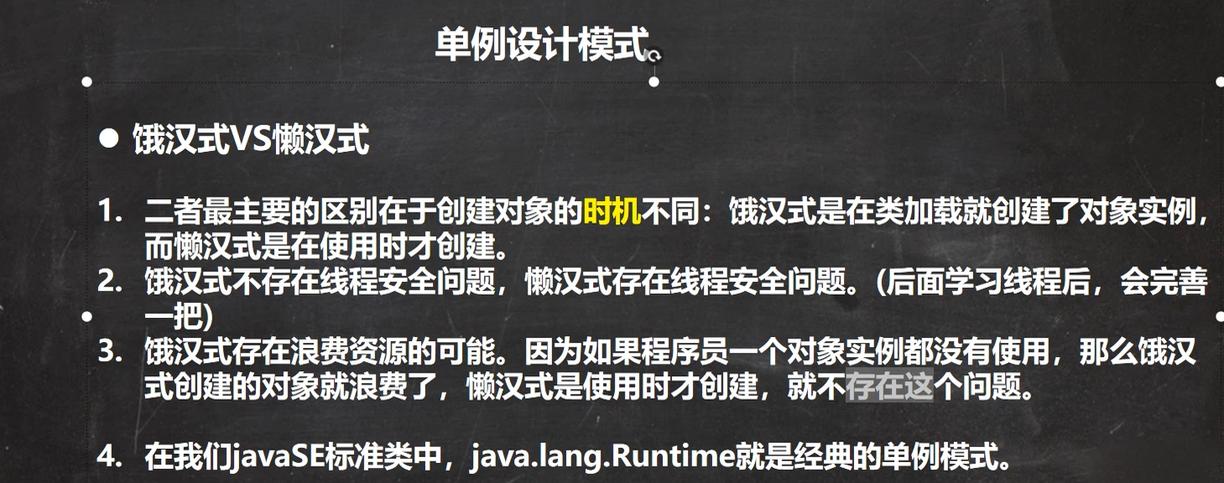 单例设计模式
● 饿汉式VS懒汉式
1. 二者最主要的区别在于创建对象的时机不同：饿汉式是在类加载就创建了对象实例，
而懒汉式是在使用时才创建。
2. 饿汉式不存在线程安全问题，懒汉式存在线程安全问题。(后面学习线程后，会完善
一把)
3. 饿汉式存在浪费资源的可能。因为如果程序员一个对象实例都没有使用，那么饿汉
式创建的对象就浪费了，懒汉式是使用时才创建，就不存在这个问题。
4. 在我们javaSE标准类中，java.lang.Runtime就是经典的单例模式。